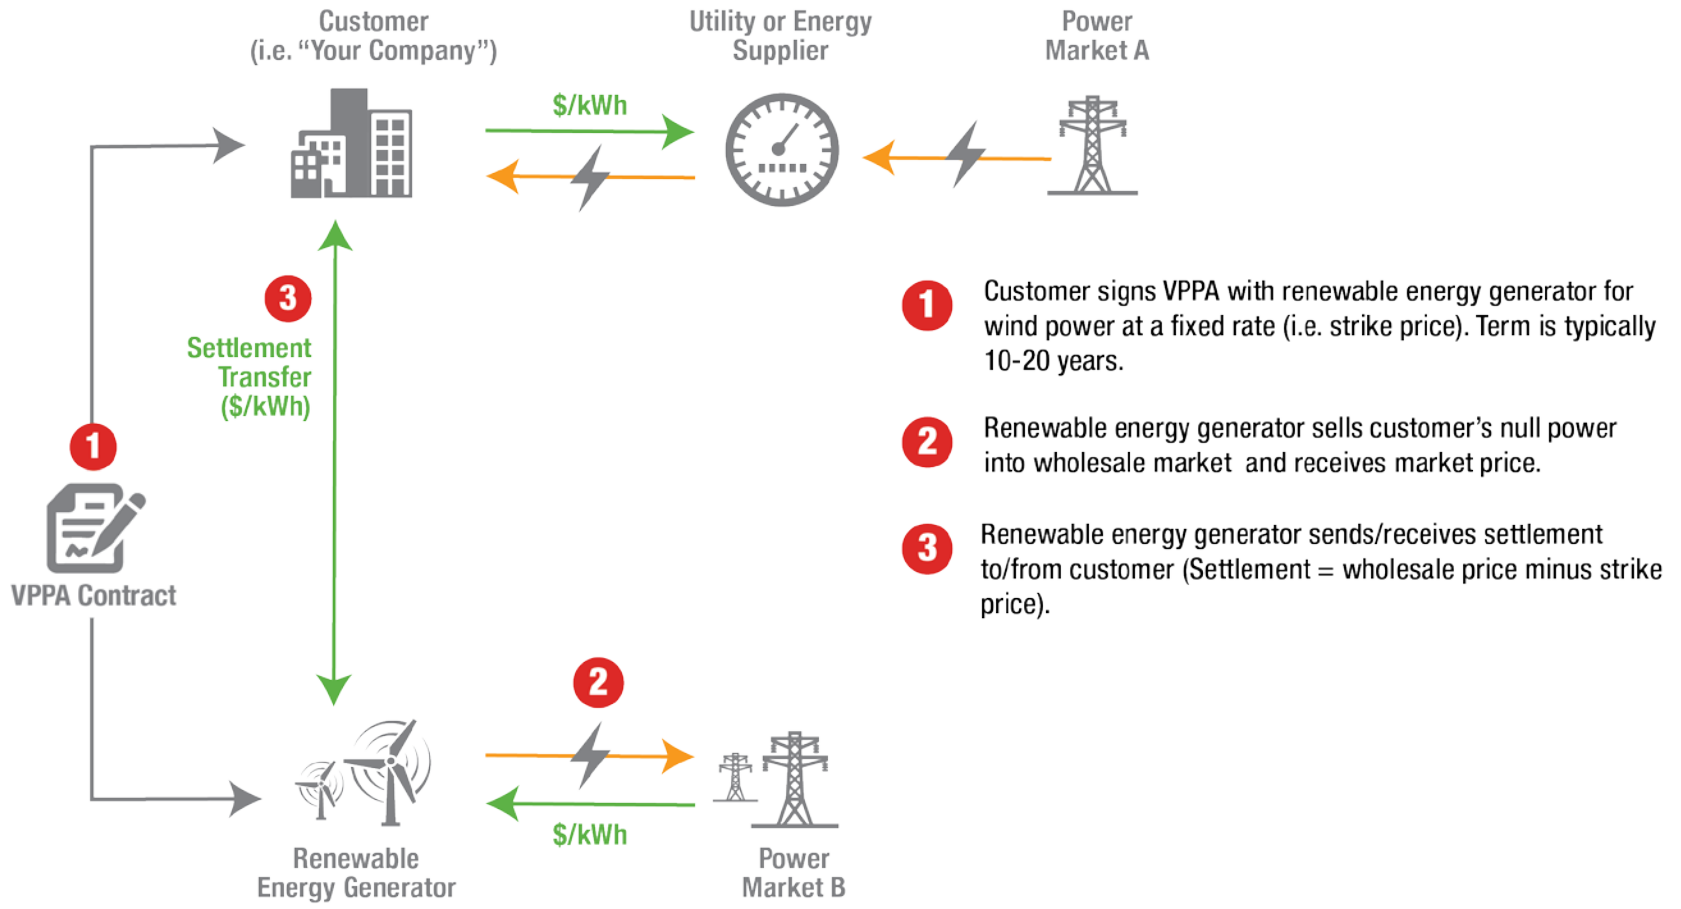 Customer
(i.e. “Your Company”)
Utility or Energy
Supplier
Power
Market A
$/kWh
3
Settlement
Transfer
($/kWh)
1
VPPA Contract
1
Customer signs VPPA with renewable energy generator for
wind power at a fixed rate (i.e. strike price). Term is typically
10-20 years.
2
Renewable energy generator sells customer’s null power
into wholesale market and receives market price.
3
Renewable energy generator sends/receives settlement
to/from customer (Settlement = wholesale price minus strike
price).
2
$/kWh
Renewable
Energy Generator
Power
Market B